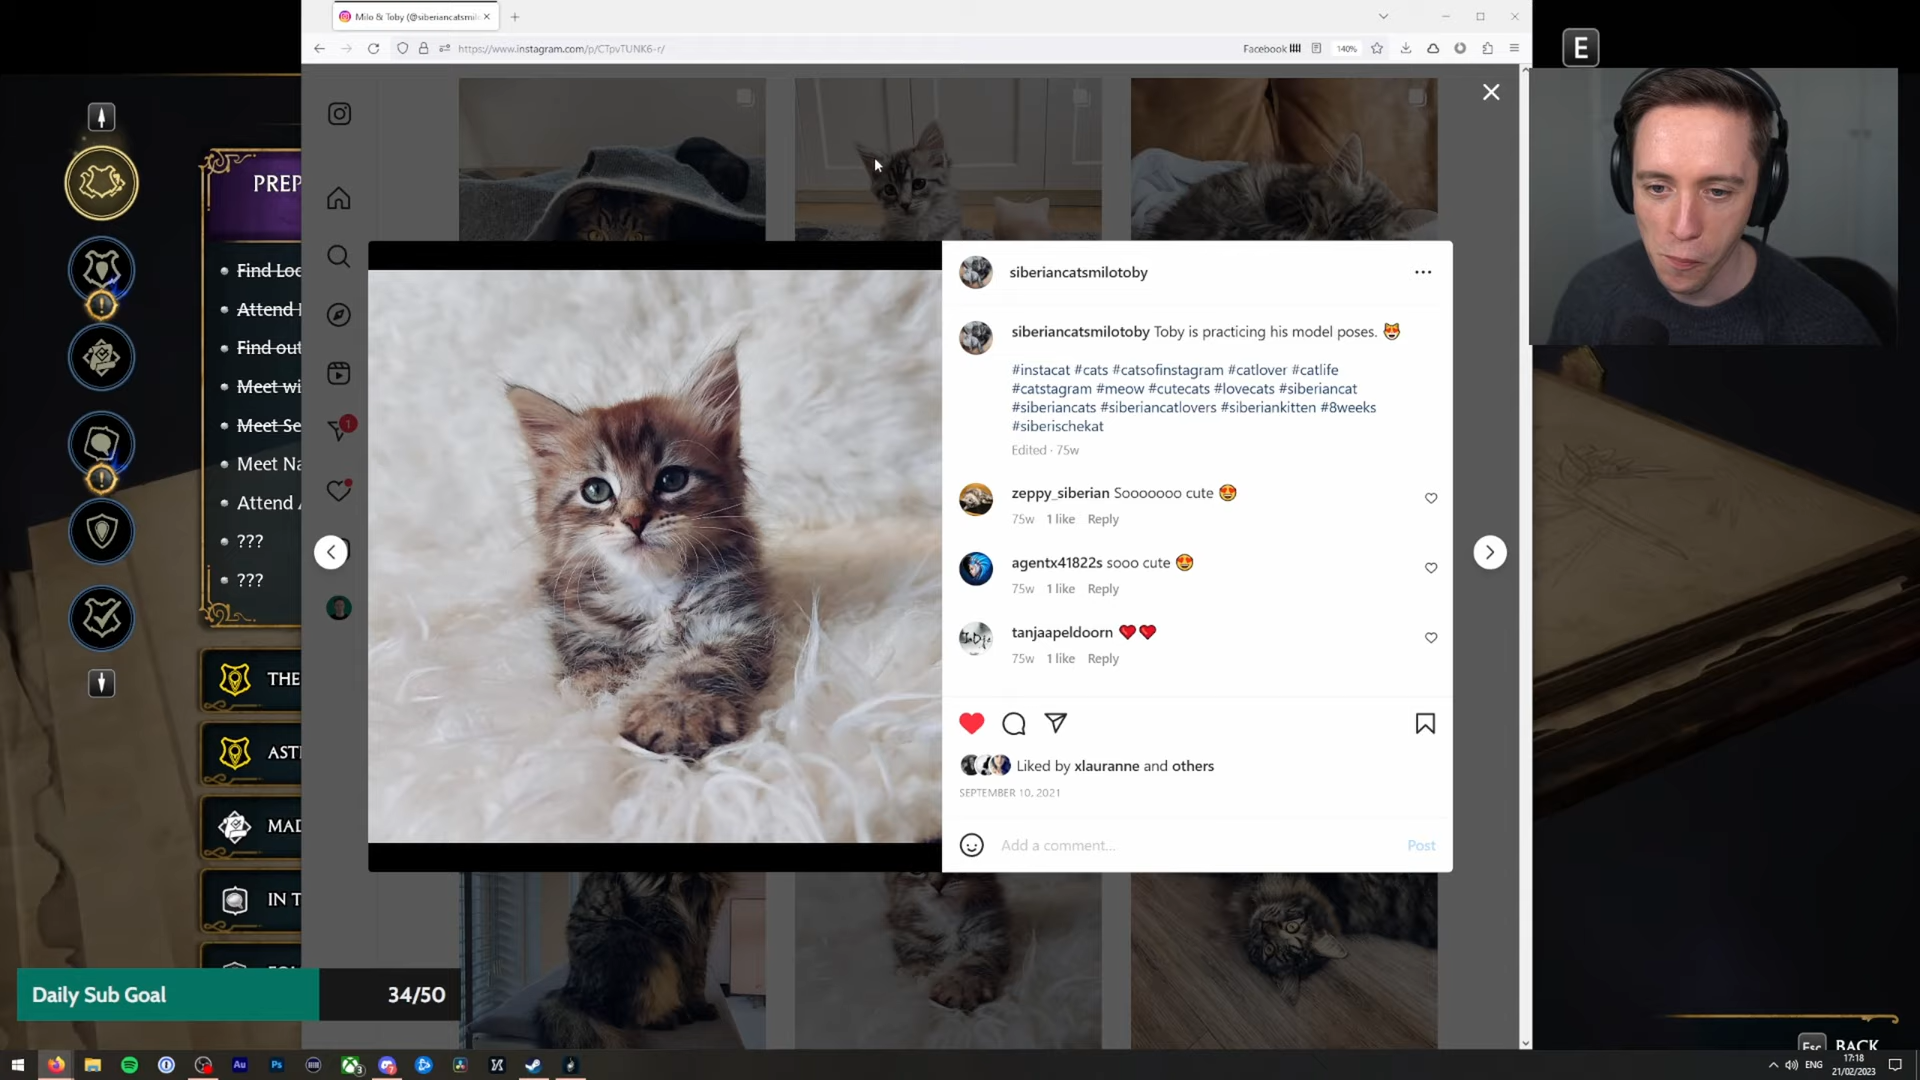 Milo & Toby (@siberiancatsmil
https://www.instagram.com/p/CTpvTUNK6-r/
Facebook
140%
E
PREP
Find Loc
Attend
Find out
Meet wi
Meet Se
Meet Na
Attend
???
???
THE
AST
MAD
IN T
1
siberiancatsmilotoby
siberiancatsmilotoby Toby is practicing his model poses. 😻
#instacat #cats #catsofinstagram #catlover #catlife
#catstagram #meow #cutecats #lovecats #siberiancat
#siberiancats #siberiancatlovers #siberiankitten #8weeks
#siberischekat
Edited · 75w
zeppy_siberian Sooooooo cute 😍
75w 1 like Reply
agentx41822s sooo cute 😍
75w 1 like Reply
tanjaapeldoorn ❤️❤️
75w 1 like Reply
Liked by xlauranne and others
SEPTEMBER 10, 2021
Add a comment...
Post
Daily Sub Goal
34/50
Esc BACK
Au
Ps
ENG
17:18
21/02/2023